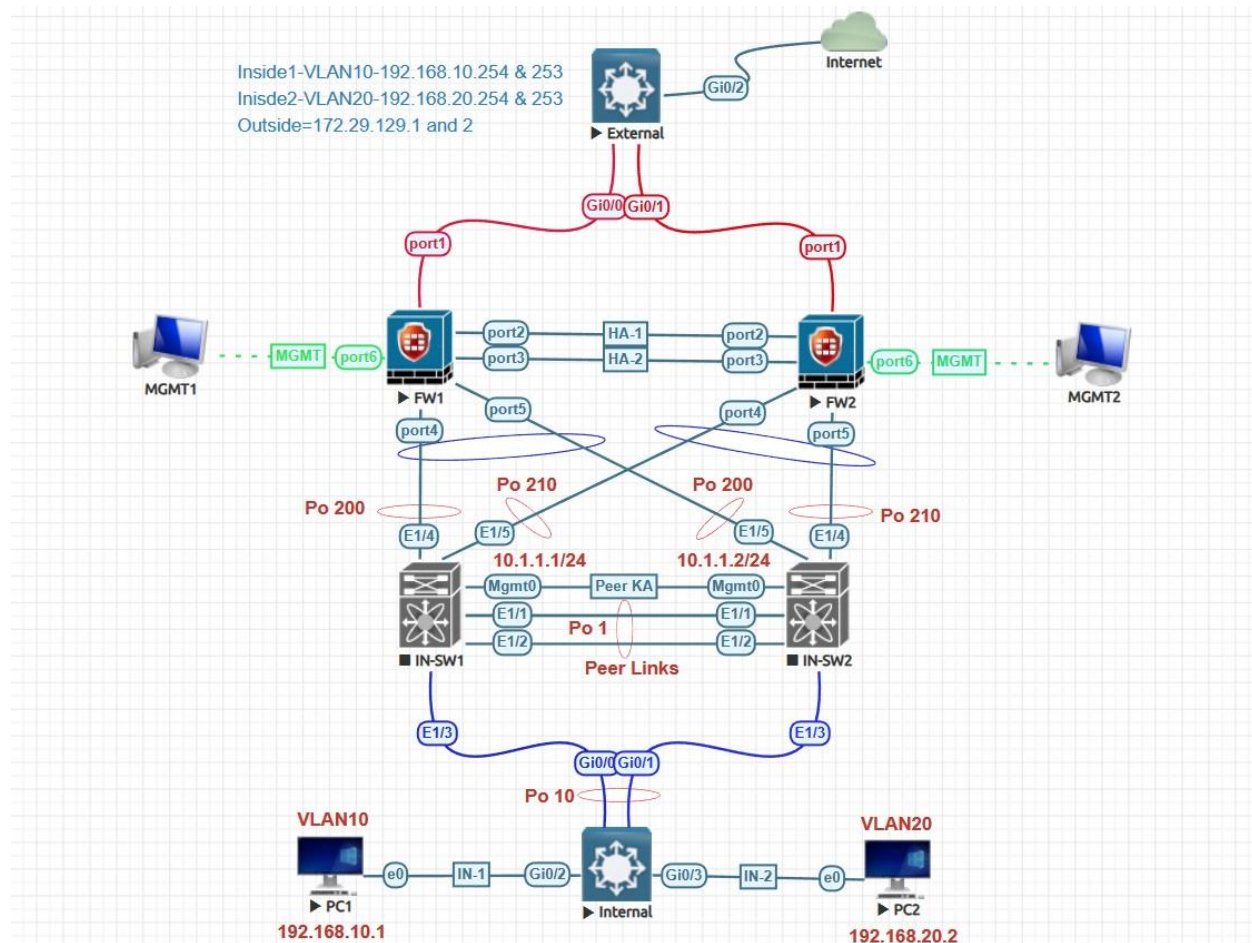 Internet
Inside1-VLAN10-192.168.10.254 & 253
Inisde2-VLAN20-192.168.20.254 & 253
Outside=172.29.129.1 and 2
Gi0/2
External
Gi0/0
Gi0/1
port1
port1
port2
HA-1
port2
port3
HA-2
port3
MGMT
port6
port6
MGMT
MGMT1
MGMT2
FW1
FW2
port5
port4
port4
port5
Po 210
Po 200
Po 200
Po 210
E1/4
E1/5
E1/5
E1/4
10.1.1.1/24
10.1.1.2/24
Mgmt0
Peer KA
Mgmt0
E1/1
E1/1
Po 1
E1/2
E1/2
IN-SW1
Peer Links
IN-SW2
E1/3
E1/3
Gi0/0
Gi0/1
Po 10
VLAN10
VLAN20
e0
IN-1
Gi0/2
Gi0/3
IN-2
e0
PC1
Internal
PC2
192.168.10.1
192.168.20.2